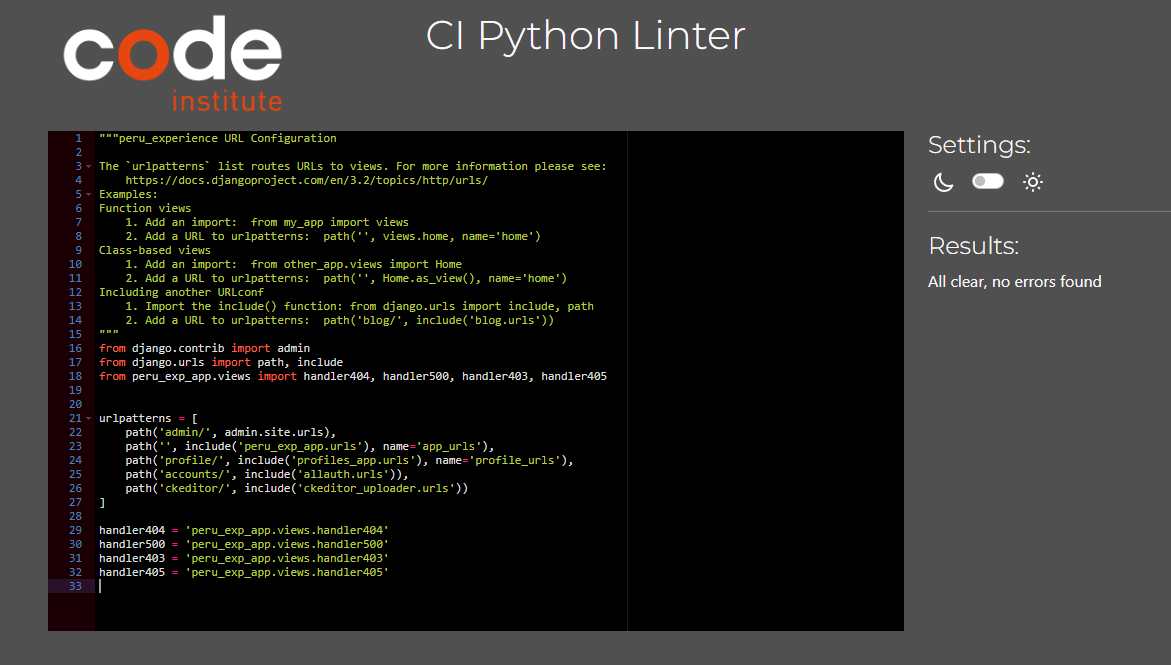 code
institute
CI Python Linter
1 """peru_experience URL Configuration
2
3 The `urlpatterns` list routes URLs to views. For more information please see:
4     https://docs.djangoproject.com/en/3.2/topics/http/urls/
5 Examples:
6 Function views
7     1. Add an import:  from my_app import views
8     2. Add a URL to urlpatterns:  path('', views.home, name='home')
9 Class-based views
10     1. Add an import:  from other_app.views import Home
11     2. Add a URL to urlpatterns:  path('', Home.as_view(), name='home')
12 Including another URLconf
13     1. Import the include() function: from django.urls import include, path
14     2. Add a URL to urlpatterns:  path('blog/', include('blog.urls'))
15 """
16 from django.contrib import admin
17 from django.urls import path, include
18 from peru_exp_app.views import handler404, handler500, handler403, handler405
19
20
21 urlpatterns = [
22     path('admin/', admin.site.urls),
23     path('', include('peru_exp_app.urls'), name='app_urls'),
24     path('profile/', include('profiles_app.urls'), name='profile_urls'),
25     path('accounts/', include('allauth.urls')),
26     path('ckeditor/', include('ckeditor_uploader.urls'))
27 ]
28
29 handler404 = 'peru_exp_app.views.handler404'
30 handler500 = 'peru_exp_app.views.handler500'
31 handler403 = 'peru_exp_app.views.handler403'
32 handler405 = 'peru_exp_app.views.handler405'
33
Settings:
Results:
All clear, no errors found